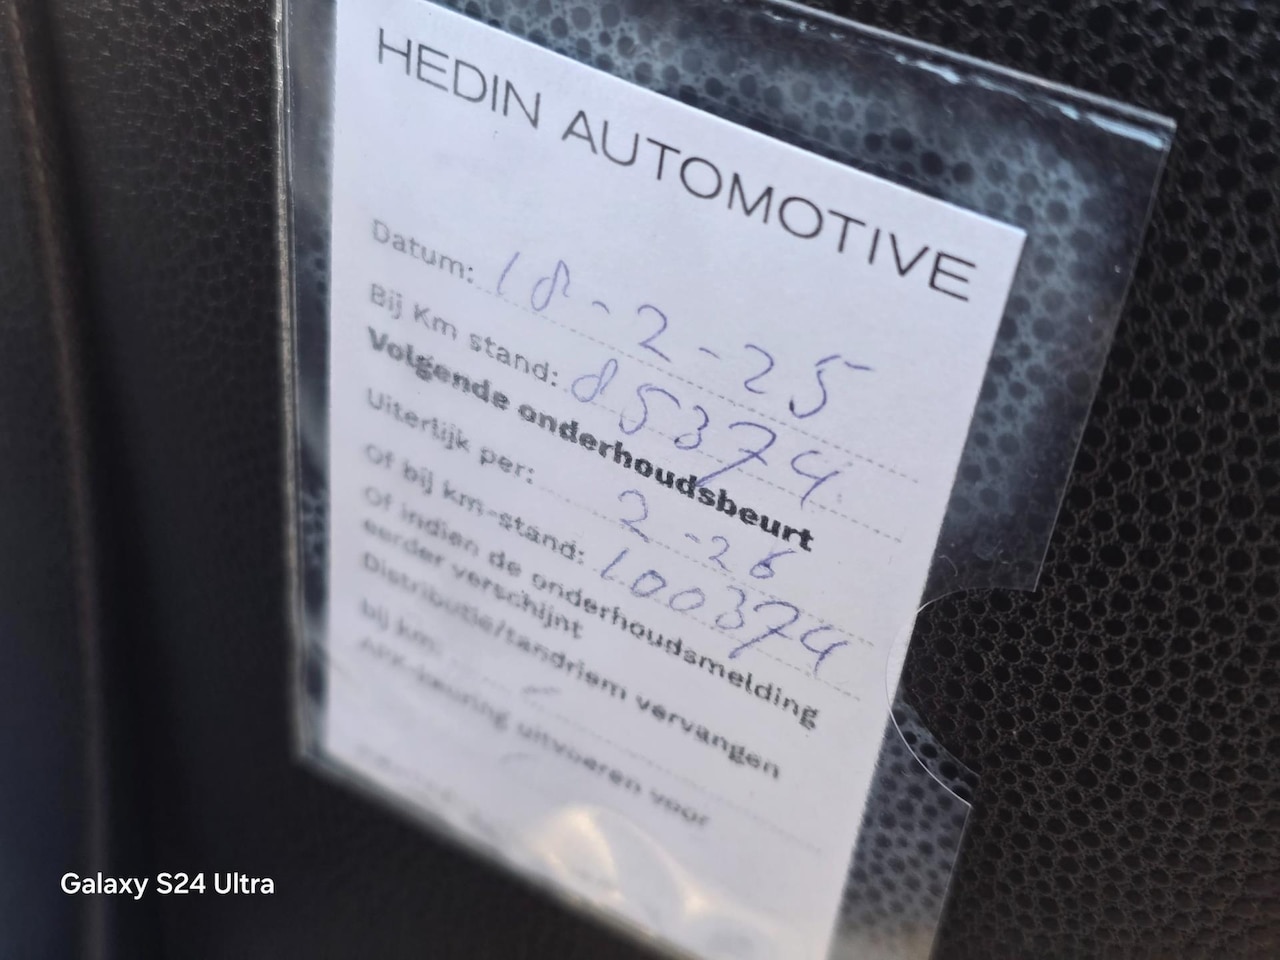 HEDIN AUTOMOTIVE
Datum: 18-2-25
Bij Km stand: 85374
Volgende onderhoudsbeurt
Uiterlijk per: 2-26
Of bij km-stand: 100374
Of indien de onderhoudsmelding
eerder verschijnt
Distributie/tandriem vervangen
bij km: -
APK-keuring uitvoeren voor
Galaxy S24 Ultra